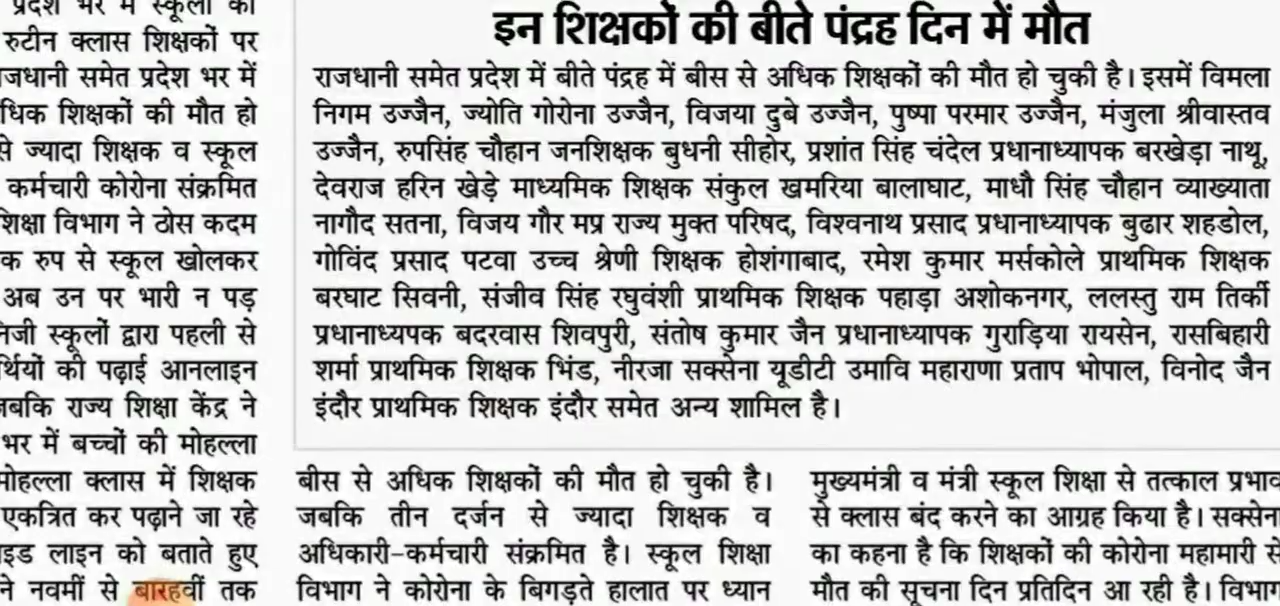 प्रदेश भर में स्कूलों की
रुटीन क्लास शिक्षकों पर
समेत प्रदेश भर में
शिक्षकों की मौत हो
से ज्यादा शिक्षक व स्कूल
कर्मचारी कोरोना संक्रमित
शिक्षा विभाग ने ठोस कदम
रुप से स्कूल खोलकर
अब उन पर भारी न पड़
स्कूलों द्वारा पहली से
की पढ़ाई आनलाइन
जबकि राज्य शिक्षा केंद्र ने
भर में बच्चों की मोहल्ला
मोहल्ला क्लास में शिक्षक
एकत्रित कर पढ़ाने जा रहे
लाइन को बताते हुए
ने नवमीं से बारहवीं तक
इन शिक्षकों की बीते पंद्रह दिन में मौत
राजधानी समेत प्रदेश में बीते पंद्रह में बीस से अधिक शिक्षकों की मौत हो चुकी है। इसमें विमला
निगम उज्जैन, ज्योति गोरोना उज्जैन, विजया दुबे उज्जैन, पुष्पा परमार उज्जैन, मंजुला श्रीवास्तव
उज्जैन, रुपसिंह चौहान जनशिक्षक बुधनी सीहोर, प्रशांत सिंह चंदेल प्रधानाध्यापक बरखेड़ा नाथू,
देवराज हरिन खेड़े माध्यमिक शिक्षक संकुल खमरिया बालाघाट, माधौ सिंह चौहान व्याख्याता
नागौद सतना, विजय गौर मप्र राज्य मुक्त परिषद, विश्वनाथ प्रसाद प्रधानाध्यापक बुढार शहडोल,
गोविंद प्रसाद पटवा उच्च श्रेणी शिक्षक होशंगाबाद, रमेश कुमार मर्सकोले प्राथमिक शिक्षक
बरघाट सिवनी, संजीव सिंह रघुवंशी प्राथमिक शिक्षक पहाड़ा अशोकनगर, ललस्तु राम तिर्की
प्रधानाध्यपक बदरवास शिवपुरी, संतोष कुमार जैन प्रधानाध्यापक गुराड़िया रायसेन, रासबिहारी
शर्मा प्राथमिक शिक्षक भिंड, नीरजा सक्सेना यूडीटी उमावि महाराणा प्रताप भोपाल, विनोद जैन
इंदौर प्राथमिक शिक्षक इंदौर समेत अन्य शामिल है।
बीस से अधिक शिक्षकों की मौत हो चुकी है।
जबकि तीन दर्जन से ज्यादा शिक्षक व
अधिकारी-कर्मचारी संक्रमित है। स्कूल शिक्षा
विभाग ने कोरोना के बिगड़ते हालात पर ध्यान
मुख्यमंत्री व मंत्री स्कूल शिक्षा से तत्काल प्रभाव
से क्लास बंद करने का आग्रह किया है। सक्सेना
का कहना है कि शिक्षकों की कोरोना महामारी से
मौत की सूचना दिन प्रतिदिन आ रही है। विभाग